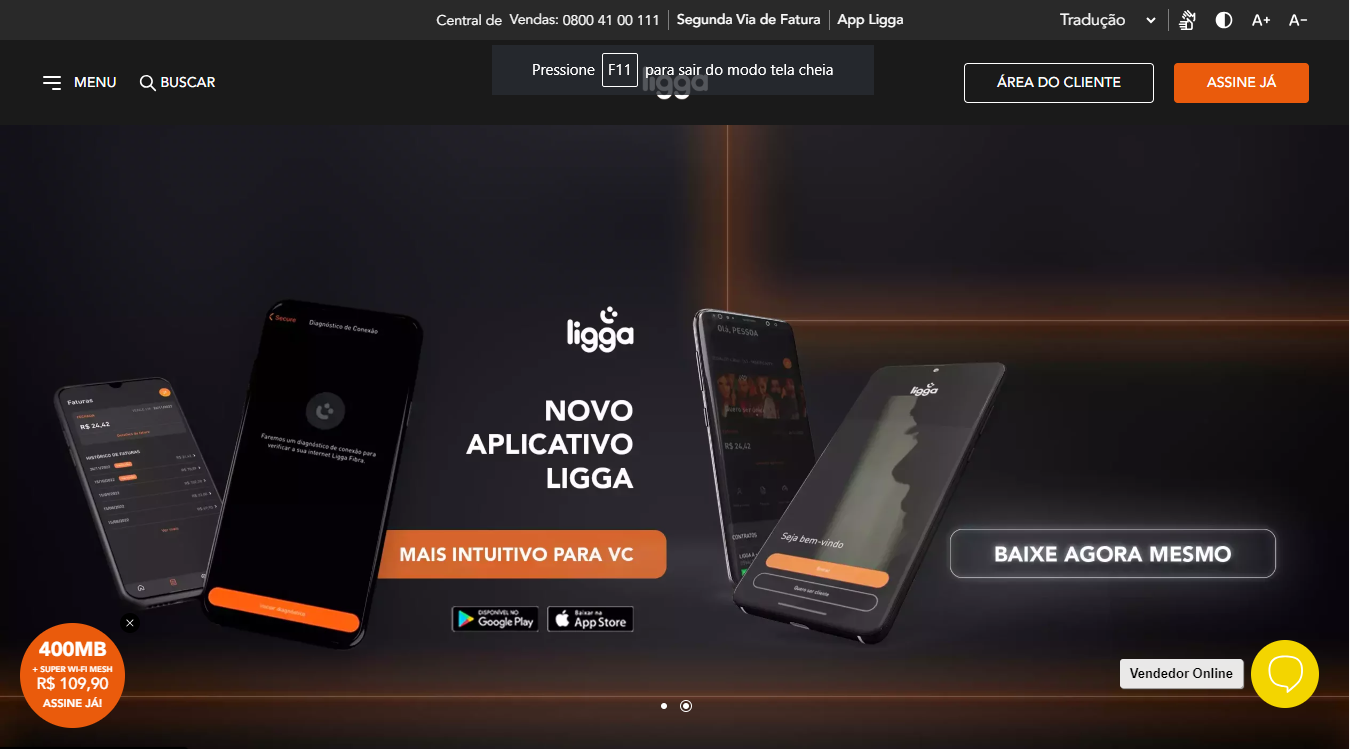 Central de Vendas: 0800 41 00 111 Segunda Via de Fatura App Ligga
Tradução A+ A-
MENU BUSCAR
Pressione F11 para sair do modo tela cheia
ligga
ÁREA DO CLIENTE
ASSINE JÁ
Secure
Diagnóstico de Conexão
Faremos um diagnóstico de conexão para
verificar a sua internet Ligga Fibra.
Iniciar diagnóstico
Faturas
R$ 24,42
HISTÓRICO DE FATURAS
Ver mais
ligga
NOVO
APLICATIVO
LIGGA
MAIS INTUITIVO PARA VC
DISPONÍVEL NO
Google Play
Baixar na
App Store
Olá, PESSOA
R$ 24,42
CONTRATOS
ligga
Seja bem-vindo
Entrar
Quero ser cliente
BAIXE AGORA MESMO
400MB
+ SUPER WI-FI MESH
R$ 109,90
ASSINE JÁ!
Vendedor Online